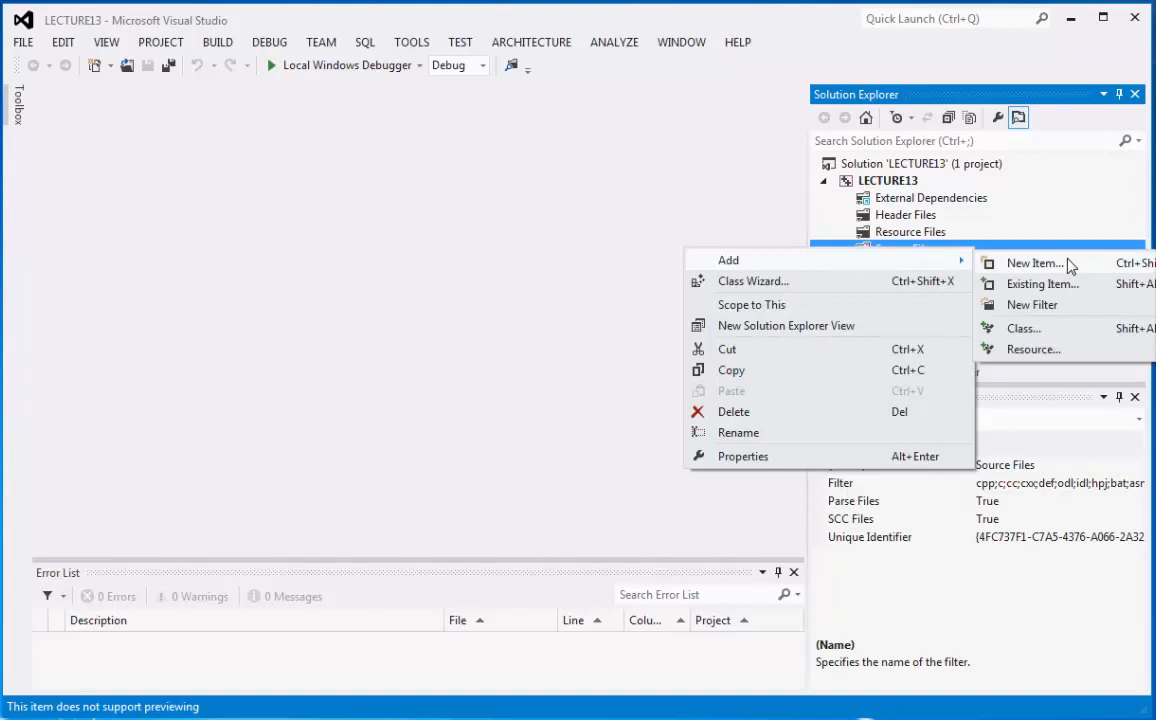 LECTURE13 - Microsoft Visual Studio
Quick Launch (Ctrl+Q)
FILE EDIT VIEW PROJECT BUILD DEBUG TEAM SQL TOOLS TEST ARCHITECTURE ANALYZE WINDOW HELP
Local Windows Debugger Debug
Toolbox
Solution Explorer
Search Solution Explorer (Ctrl+;)
Solution 'LECTURE13' (1 project)
LECTURE13
External Dependencies
Header Files
Resource Files
Add
Class Wizard... Ctrl+Shift+X
Scope to This
New Solution Explorer View
Cut Ctrl+X
Copy Ctrl+C
Paste Ctrl+V
Delete Del
Rename
Properties Alt+Enter
New Item... Ctrl+Shi
Existing Item... Shift+Al
New Filter
Class... Shift+Al
Resource...
Source Files
Filter cpp;c;cc;cxx;def;odl;idl;hpj;bat;asr
Parse Files True
SCC Files True
Unique Identifier {4FC737F1-C7A5-4376-A066-2A32
(Name)
Specifies the name of the filter.
Error List
0 Errors 0 Warnings 0 Messages
Search Error List
Description File Line Colu... Project
This item does not support previewing